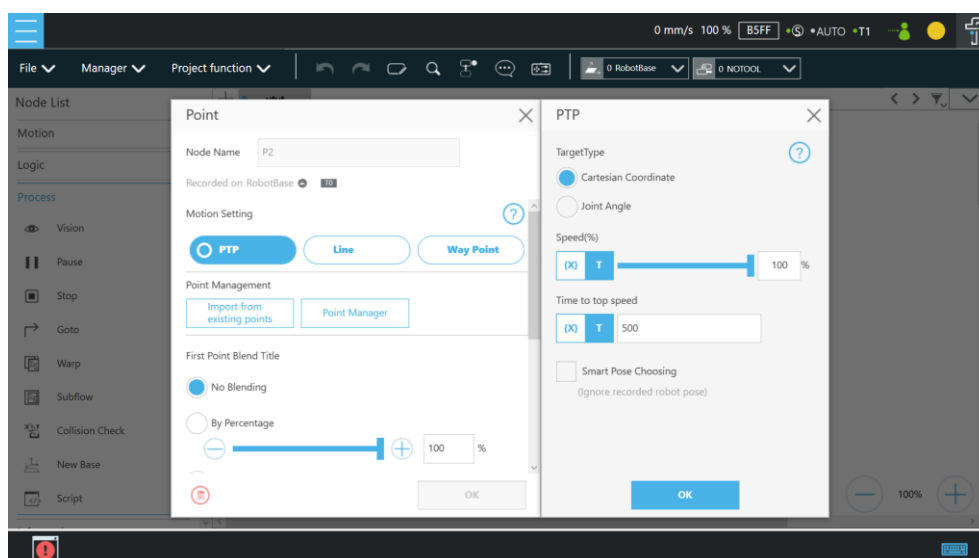 0 mm/s 100 % B5FF •Ⓢ •AUTO •T1
File Manager Project function 0 RobotBase 0 NOTOOL
Node List
Motion
Logic
Process
Vision
Pause
Stop
Goto
Warp
Subflow
Collision Check
New Base
Script
Point
Node Name P2
Recorded on RobotBase T0
Motion Setting ?
PTP Line Way Point
Point Management
Import from
existing points
Point Manager
First Point Blend Title
No Blending
By Percentage
100 %
OK
PTP
TargetType ?
Cartesian Coordinate
Joint Angle
Speed(%)
{X} T 100 %
Time to top speed
{X} T 500
Smart Pose Choosing
(Ignore recorded robot pose)
OK
100%